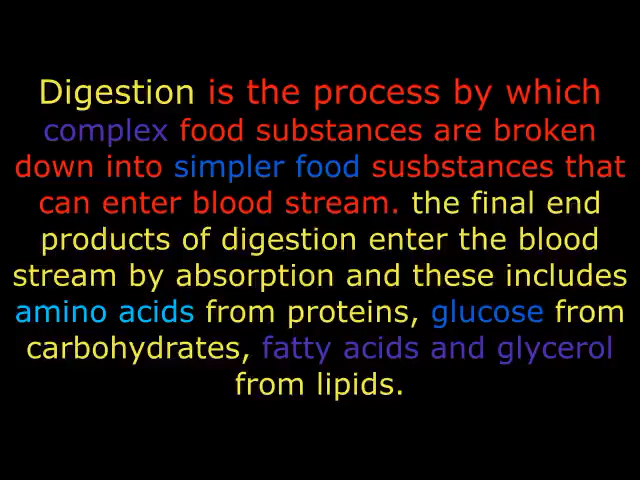 Digestion is the process by which
complex food substances are broken
down into simpler food susbstances that
can enter blood stream. the final end
products of digestion enter the blood
stream by absorption and these includes
amino acids from proteins, glucose from
carbohydrates, fatty acids and glycerol
from lipids.